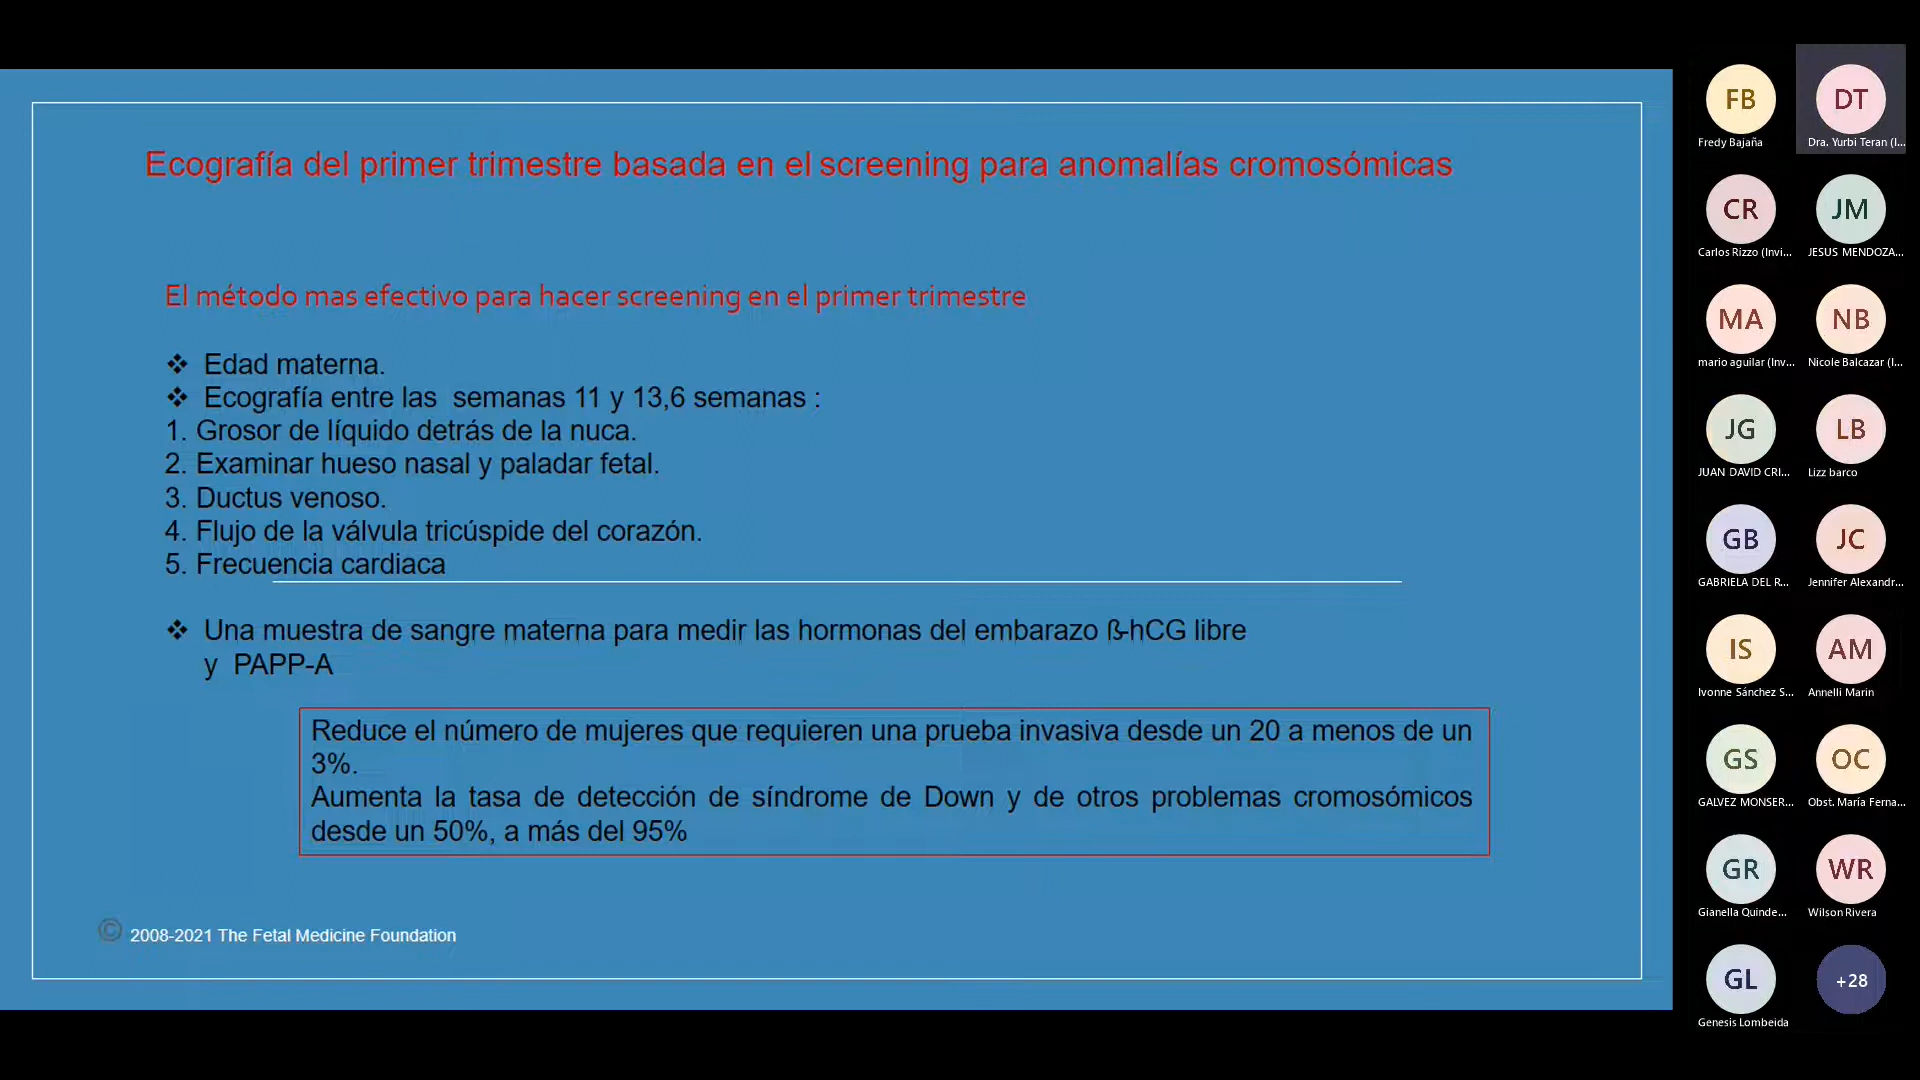 Ecografía del primer trimestre basada en el screening para anomalías cromosómicas
El método mas efectivo para hacer screening en el primer trimestre
❖ Edad materna.
❖ Ecografía entre las semanas 11 y 13,6 semanas :
1. Grosor de líquido detrás de la nuca.
2. Examinar hueso nasal y paladar fetal.
3. Ductus venoso.
4. Flujo de la válvula tricúspide del corazón.
5. Frecuencia cardiaca
❖ Una muestra de sangre materna para medir las hormonas del embarazo ß-hCG libre
y PAPP-A
Reduce el número de mujeres que requieren una prueba invasiva desde un 20 a menos de un
3%.
Aumenta la tasa de detección de síndrome de Down y de otros problemas cromosómicos
desde un 50%, a más del 95%
© 2008-2021 The Fetal Medicine Foundation
FB
Fredy Bajaña
DT
Dra. Yurbi Teran (I...
CR
Carlos Rizzo (Invi...
JM
JESUS MENDOZA...
MA
mario aguilar (Inv...
NB
Nicole Balcazar (I...
JG
JUAN DAVID CRI...
LB
Lizz barco
GB
GABRIELA DEL R...
JC
Jennifer Alexandr...
IS
Ivonne Sánchez S...
AM
Annelli Marin
GS
GALVEZ MONSER...
OC
Obst. María Ferna...
GR
Gianella Quinde...
WR
Wilson Rivera
GL
Genesis Lombeida
+28